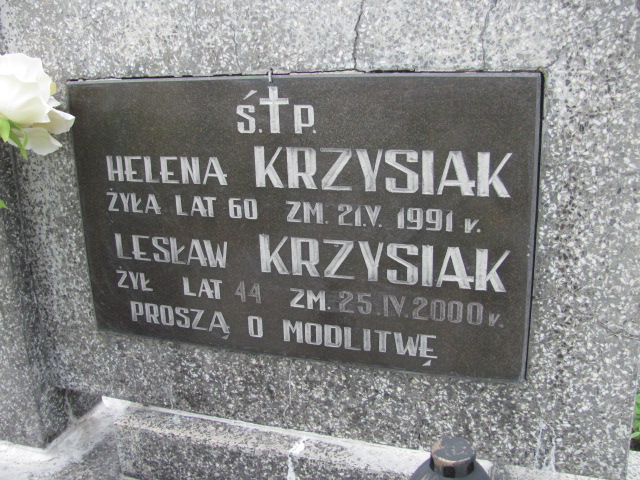 Ś.†P.
HELENA KRZYSIAK
ŻYŁA LAT 60 ZM. 21.V. 1991 r.
LESŁAW KRZYSIAK
ŻYŁ LAT 44 ZM. 25.IV.2000 r.
PROSZĄ O MODLITWĘ